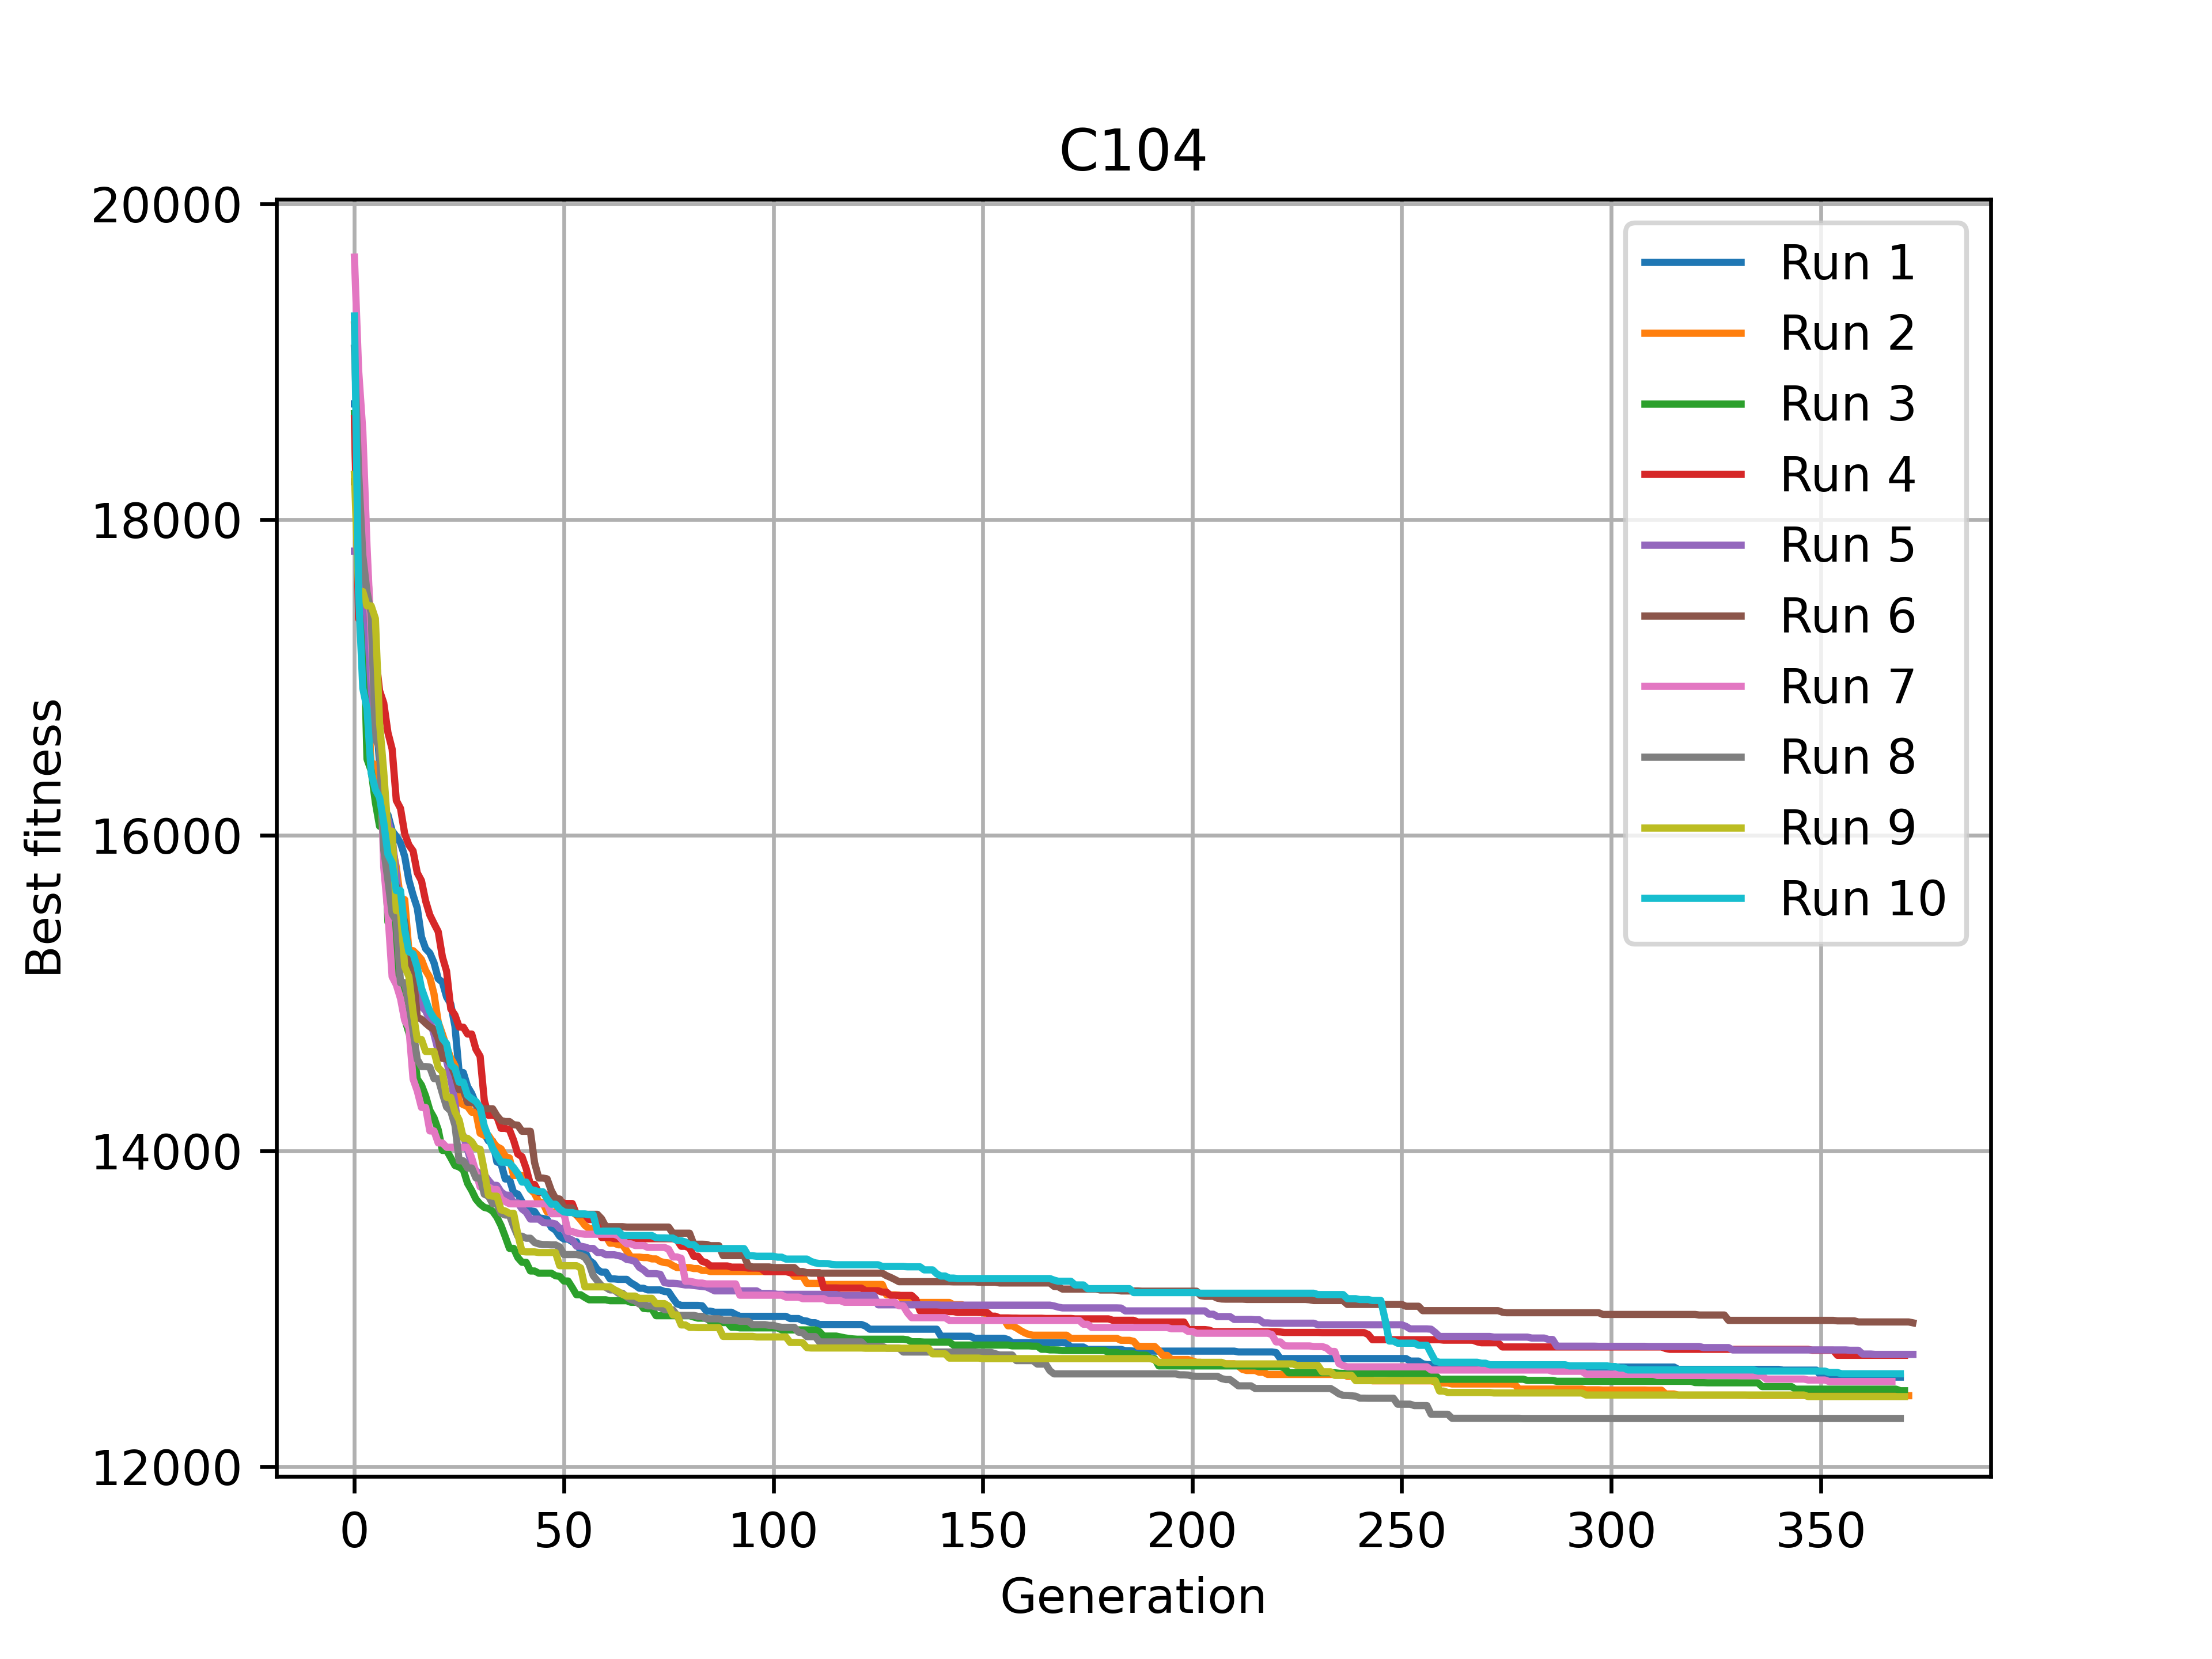 C104
20000
18000
16000
14000
12000
Best fitness
0 50 100 150 200 250 300 350
Generation
Run 1
Run 2
Run 3
Run 4
Run 5
Run 6
Run 7
Run 8
Run 9
Run 10